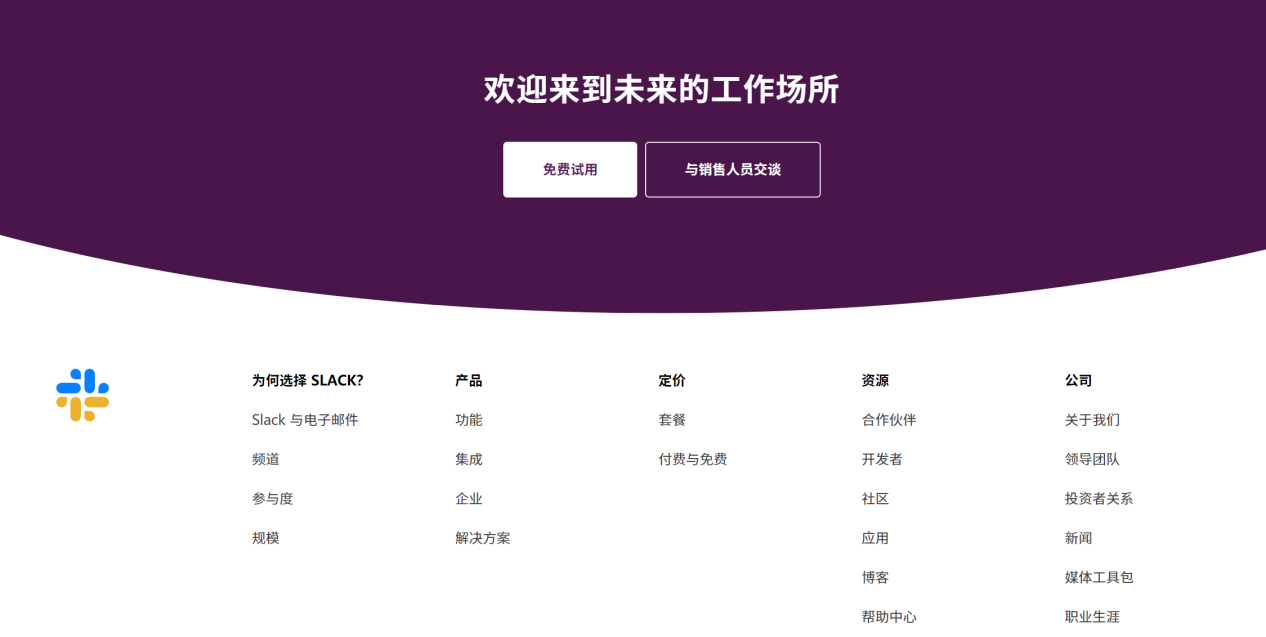 欢迎来到未来的工作场所
免费试用
与销售人员交谈
为何选择 SLACK?
Slack 与电子邮件
频道
参与度
规模
产品
功能
集成
企业
解决方案
定价
套餐
付费与免费
资源
合作伙伴
开发者
社区
应用
博客
帮助中心
公司
关于我们
领导团队
投资者关系
新闻
媒体工具包
职业生涯